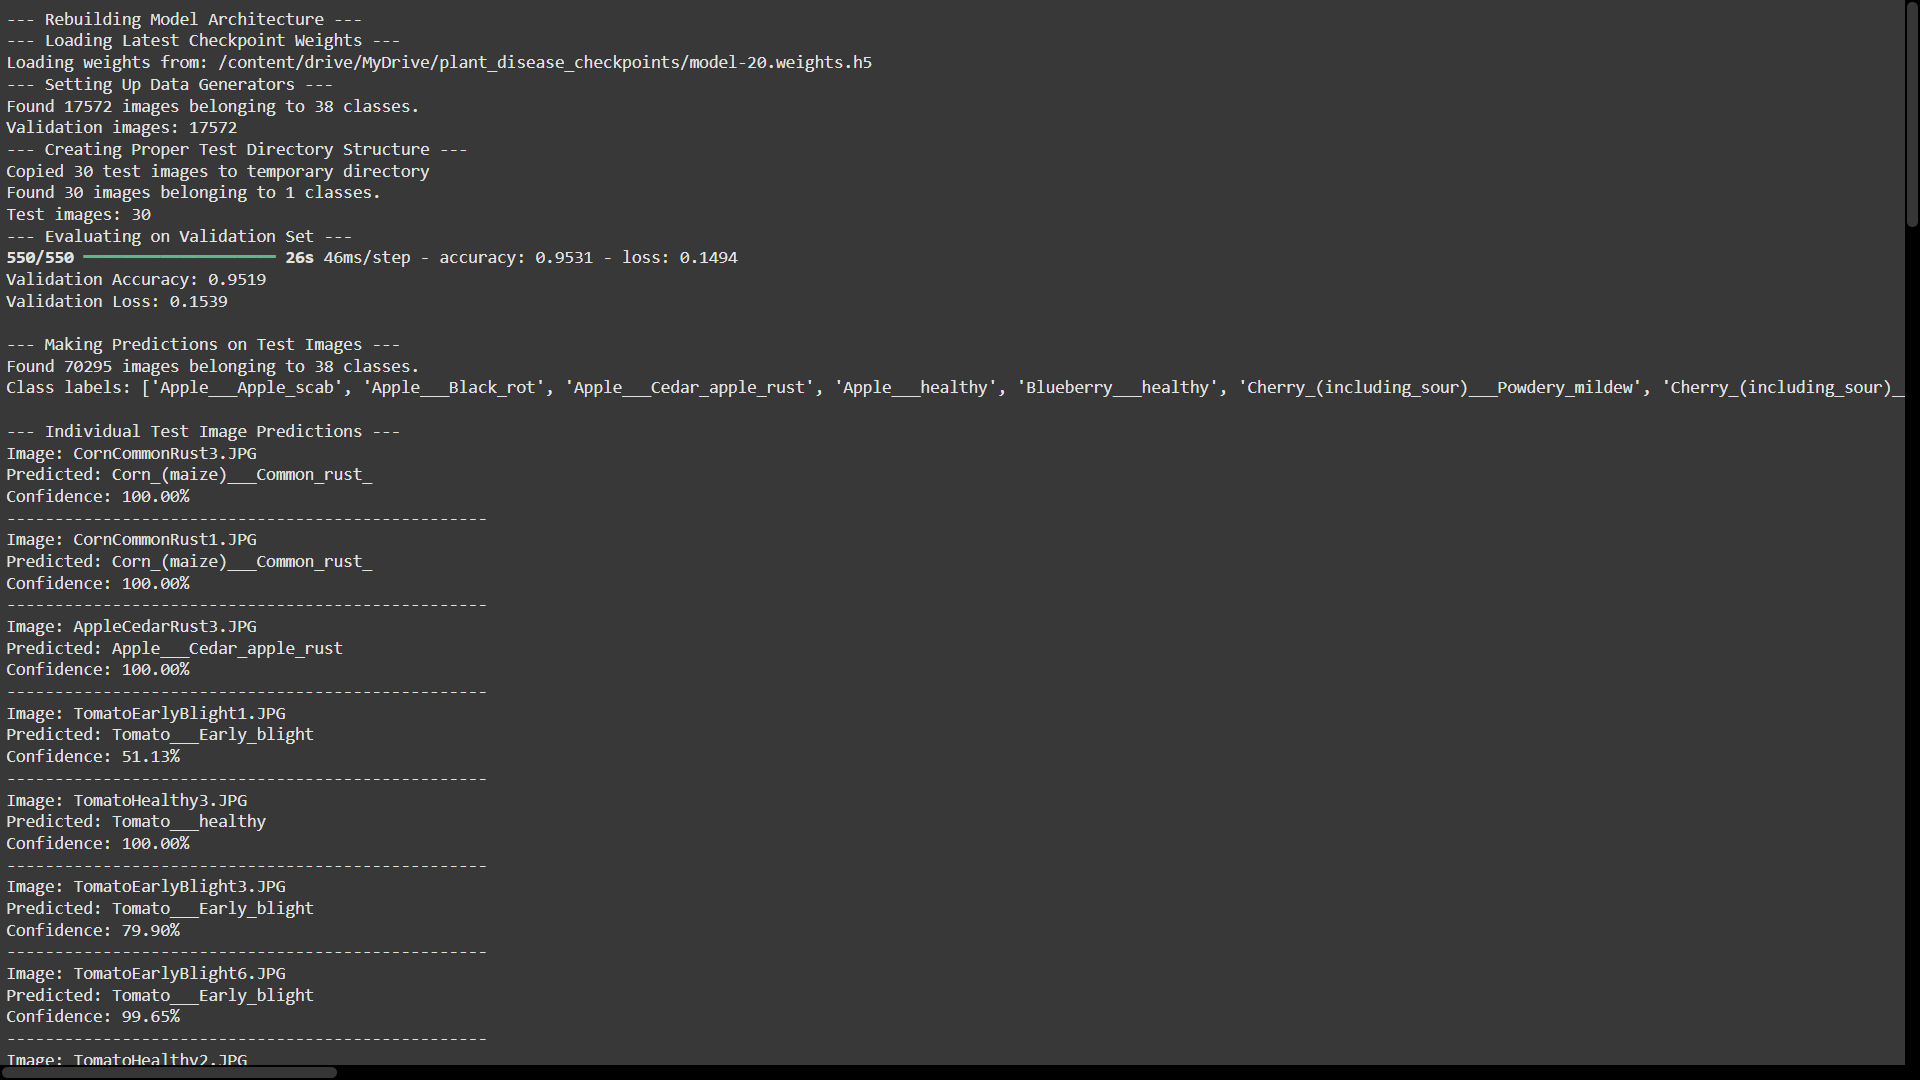 --- Rebuilding Model Architecture ---
--- Loading Latest Checkpoint Weights ---
Loading weights from: /content/drive/MyDrive/plant_disease_checkpoints/model-20.weights.h5
--- Setting Up Data Generators ---
Found 17572 images belonging to 38 classes.
Validation images: 17572
--- Creating Proper Test Directory Structure ---
Copied 30 test images to temporary directory
Found 30 images belonging to 1 classes.
Test images: 30
--- Evaluating on Validation Set ---
550/550 ━━━━━━━━━━━━━━━━━━━━ 26s 46ms/step - accuracy: 0.9531 - loss: 0.1494
Validation Accuracy: 0.9519
Validation Loss: 0.1539
--- Making Predictions on Test Images ---
Found 70295 images belonging to 38 classes.
Class labels: ['Apple___Apple_scab', 'Apple___Black_rot', 'Apple___Cedar_apple_rust', 'Apple___healthy', 'Blueberry___healthy', 'Cherry_(including_sour)___Powdery_mildew', 'Cherry_(including_sour)__
--- Individual Test Image Predictions ---
Image: CornCommonRust3.JPG
Predicted: Corn_(maize)___Common_rust_
Confidence: 100.00%
--------------------------------------------------
Image: CornCommonRust1.JPG
Predicted: Corn_(maize)___Common_rust_
Confidence: 100.00%
--------------------------------------------------
Image: AppleCedarRust3.JPG
Predicted: Apple___Cedar_apple_rust
Confidence: 100.00%
--------------------------------------------------
Image: TomatoEarlyBlight1.JPG
Predicted: Tomato___Early_blight
Confidence: 51.13%
--------------------------------------------------
Image: TomatoHealthy3.JPG
Predicted: Tomato___healthy
Confidence: 100.00%
--------------------------------------------------
Image: TomatoEarlyBlight3.JPG
Predicted: Tomato___Early_blight
Confidence: 79.90%
--------------------------------------------------
Image: TomatoEarlyBlight6.JPG
Predicted: Tomato___Early_blight
Confidence: 99.65%
--------------------------------------------------
Image: TomatoHealthy2.JPG